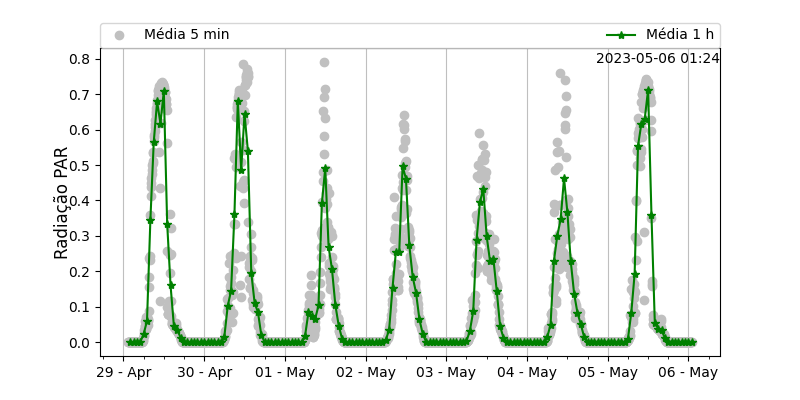 Média 5 min
Média 1 h
2023-05-06 01:24
Radiação PAR
0.8
0.7
0.6
0.5
0.4
0.3
0.2
0.1
0.0
29 - Apr
30 - Apr
01 - May
02 - May
03 - May
04 - May
05 - May
06 - May